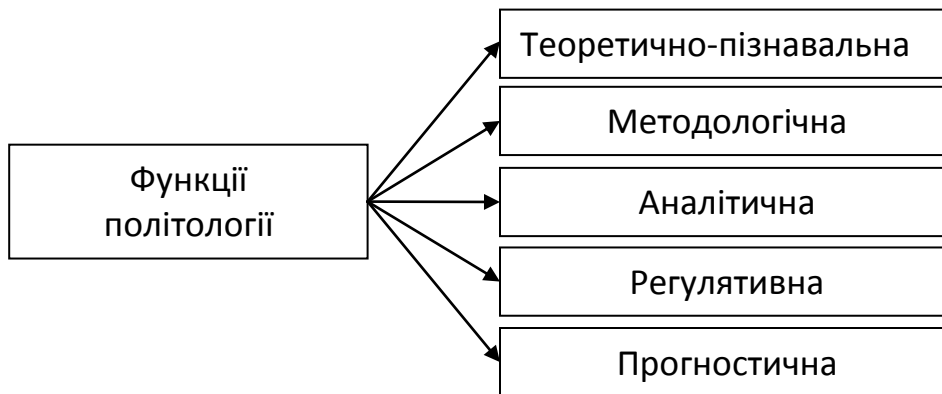 Функції
політології
Теоретично-пізнавальна
Методологічна
Аналітична
Регулятивна
Прогностична